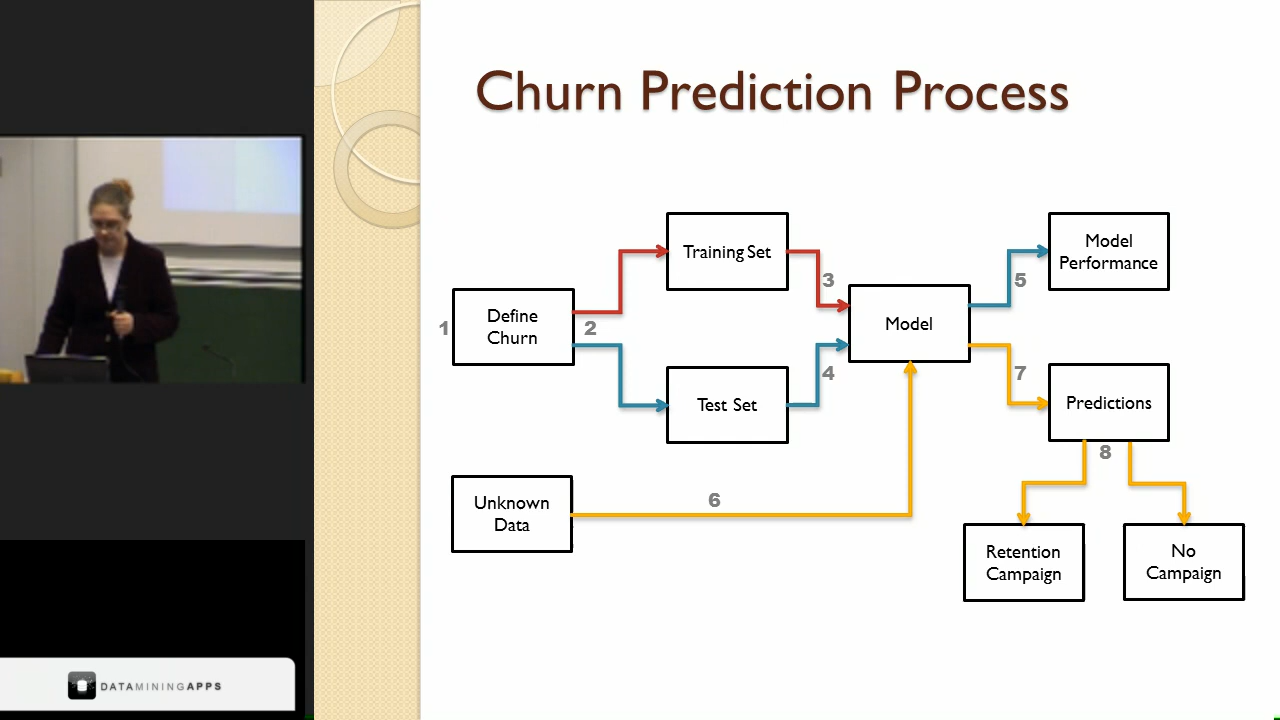 Churn Prediction Process
1
Define
Churn
2
Training Set
3
Test Set
4
Model
5
Model
Performance
Unknown
Data
6
7
Predictions
8
Retention
Campaign
No
Campaign
DATAMININGAPPS